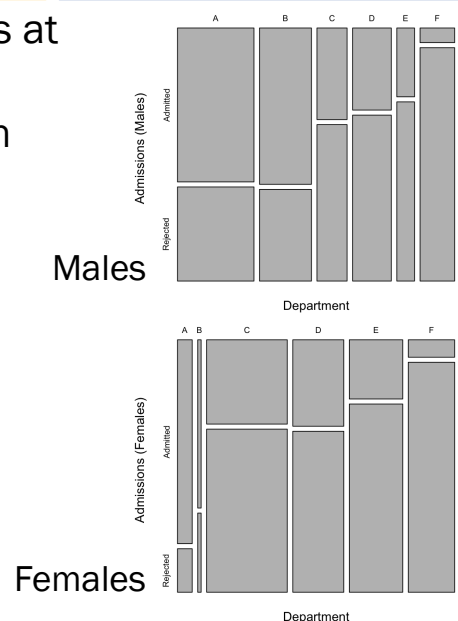 s at
n
A B C D E F
Admissions (Males)
Admitted
Rejected
Males
Department
A B C D E F
Admissions (Females)
Admitted
Rejected
Females
Department